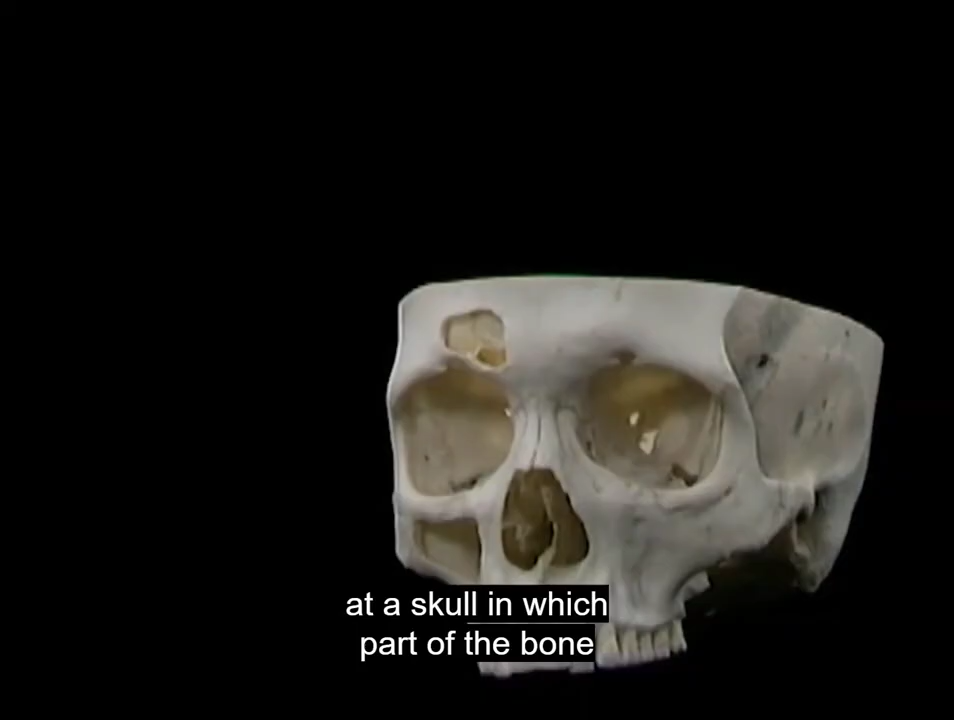 at a skull in which
part of the bone